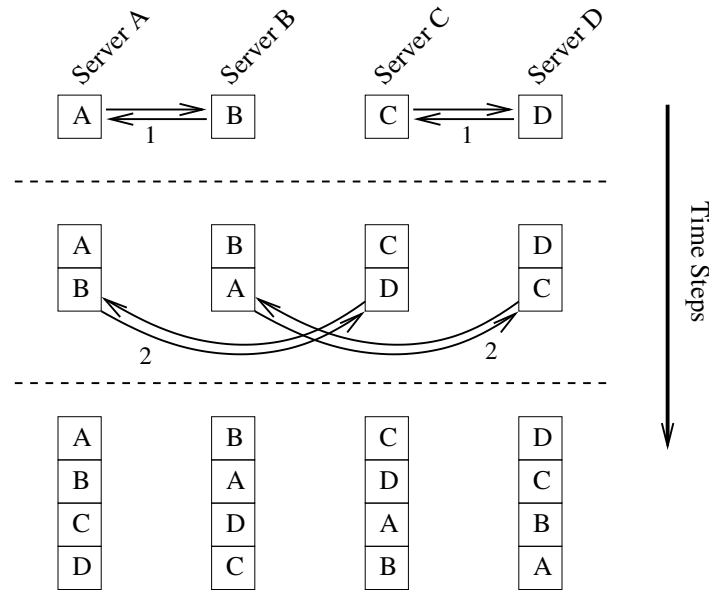 Server A Server B Server C Server D
A B C D
1 1
A B C D
B A D C
2 2
A B C D
B A D C
C D A B
D C B A
Time Steps